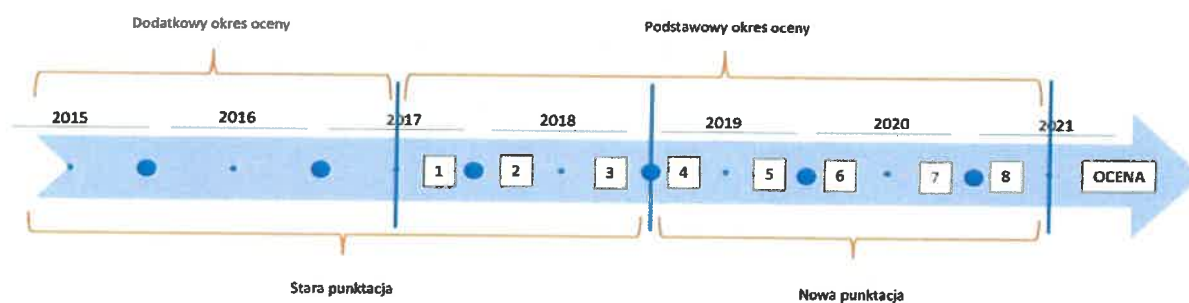 Dodatkowy okres oceny
Podstawowy okres oceny
2015 2016 2017 2018 2019 2020 2021
1 2 3 4 5 6 7 8 OCENA
Stara punktacja
Nowa punktacja